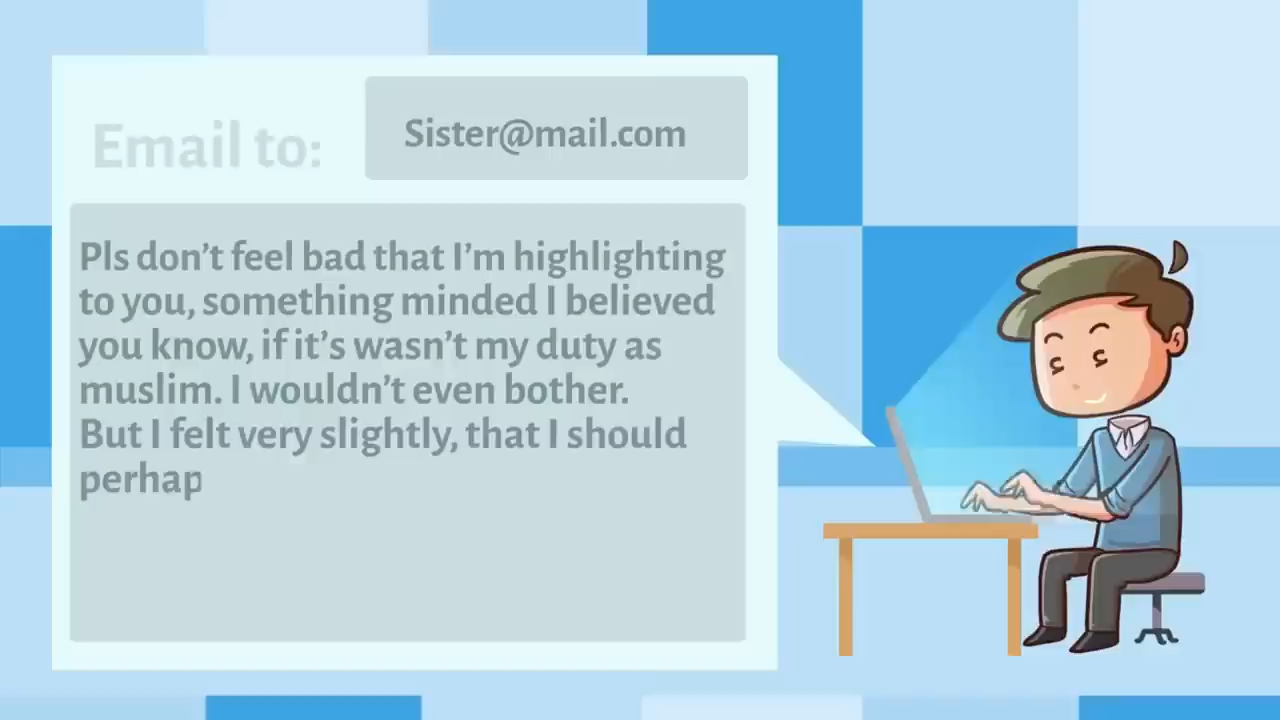 Email to:
Sister@mail.com
Pls don’t feel bad that I’m highlighting
to you, something minded I believed
you know, if it’s wasn’t my duty as
muslim. I wouldn’t even bother.
But I felt very slightly, that I should
perhap